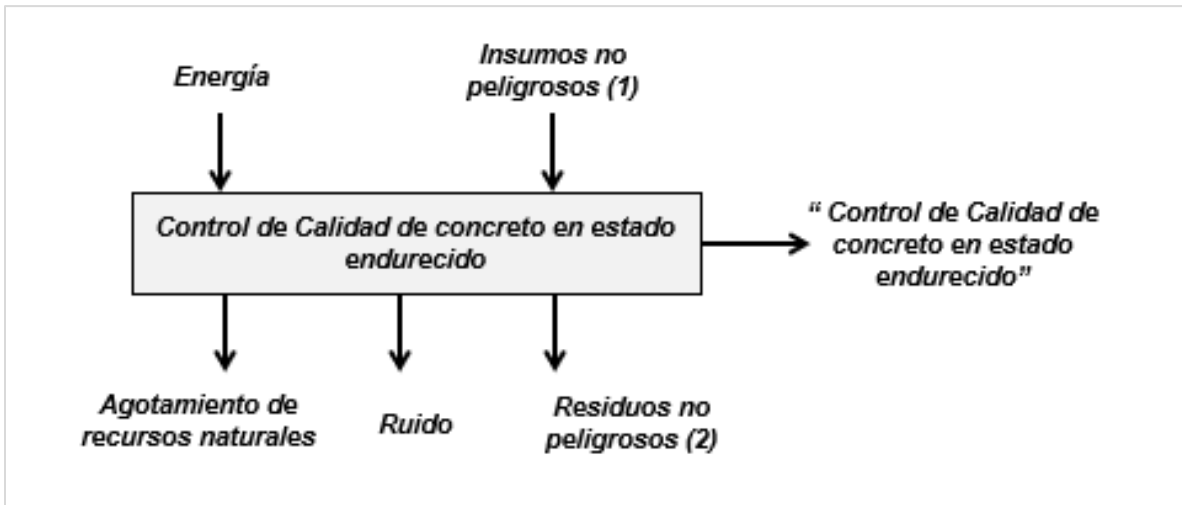 Energía
Insumos no
peligrosos (1)
Control de Calidad de concreto en estado
endurecido
“ Control de Calidad de
concreto en estado
endurecido”
Agotamiento de
recursos naturales
Ruido
Residuos no
peligrosos (2)